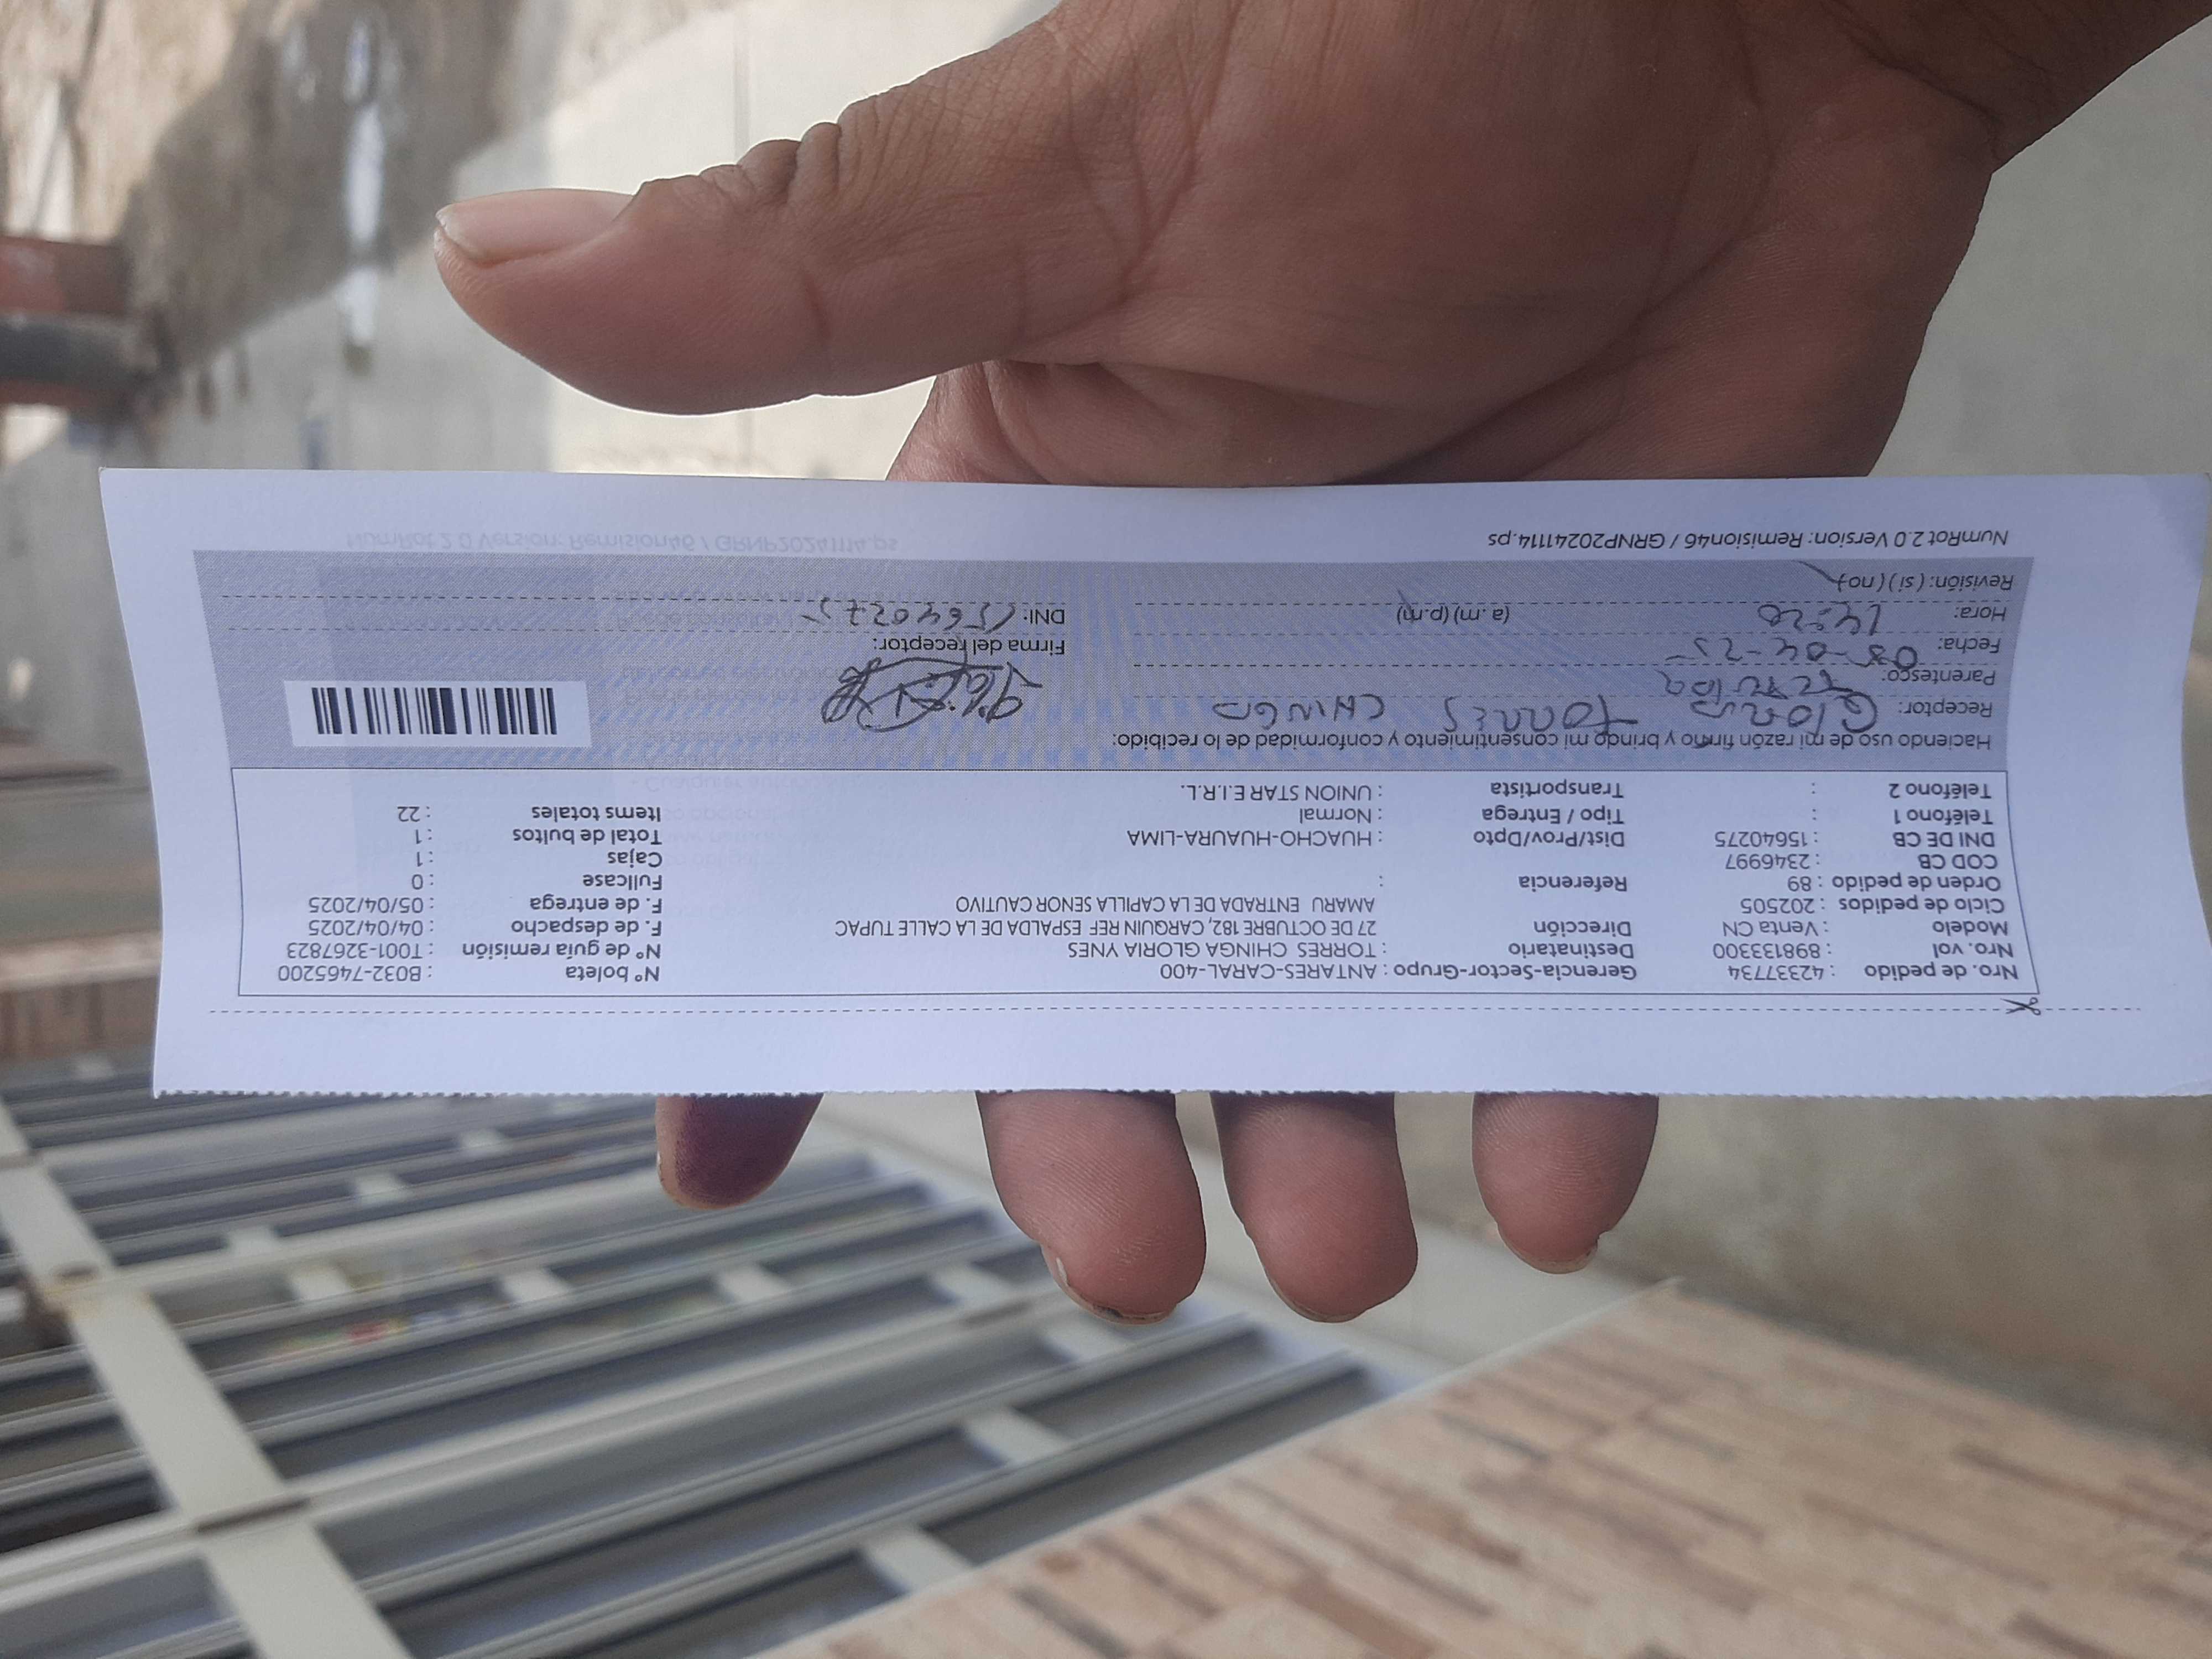 Nro. de pedido : 42337734 Gerencia-Sector-Grupo : ANTARES-CARAL-400 N° boleta : B032-7465200
Nro. vol : 898133300 Destinatario : TORRES CHINGA GLORIA YNES N° de guía remisión : T001-3267823
Modelo : Venta CN Dirección 27 DE OCTUBRE 182, CARQUIN REF ESPALDA DE LA CALLE TUPAC F. de despacho : 04/04/2025
Ciclo de pedidos : 202505 AMARU ENTRADA DE LA CAPILLA SENOR CAUTIVO F. de entrega : 05/04/2025
Orden de pedido : 89 Referencia : Fullcase : 0
COD CB : 2346997 Cajas : 1
DNI DE CB : 15640275 Dist/Prov/Dpto : HUACHO-HUAURA-LIMA Total de bultos : 1
Teléfono 1 : Tipo / Entrega : Normal Items totales : 22
Teléfono 2 : Transportista : UNION STAR E.I.R.L.
Haciendo uso de mi razón firmo y brindo mi consentimiento y conformidad de lo recibido:
Receptor: Gloria TORRES CHINGA
Parentesco:
Fecha: 05-04-25 Firma del receptor:
Hora: 14:20 (a.m) (p.m) DNI: 15640275
Revisión: (si) (no)
NumRot 2.0 Version: Remision46 / GRNP20241114.ps